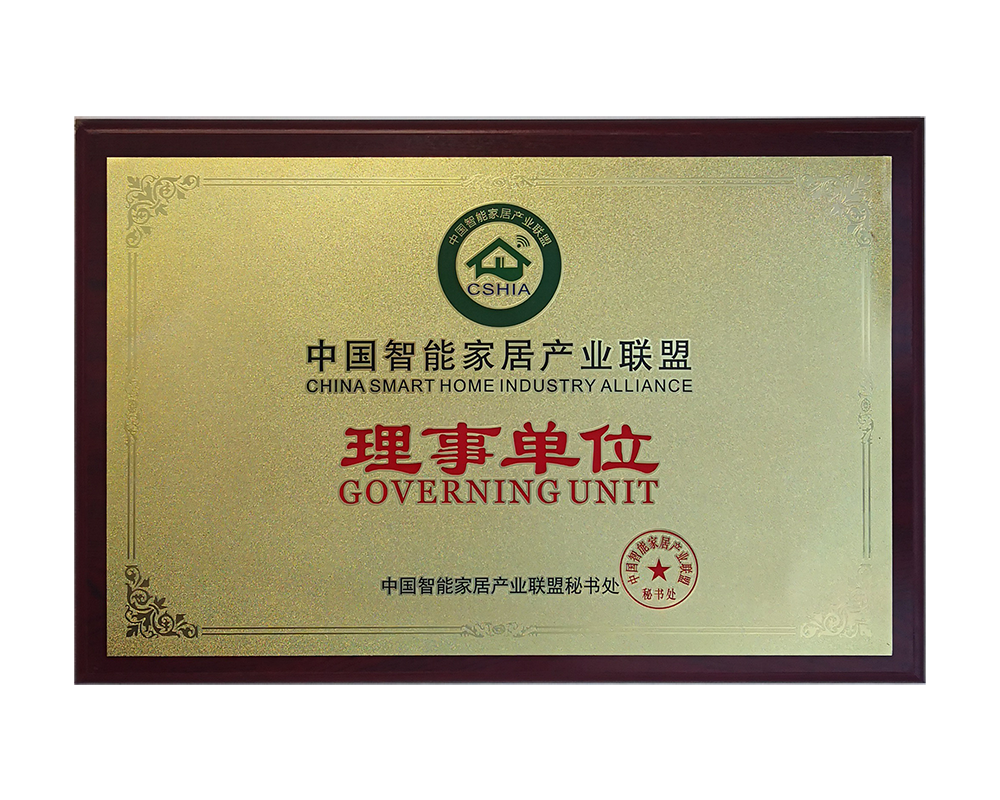 中国智能家居产业联盟
CSHIA
中国智能家居产业联盟
CHINA SMART HOME INDUSTRY ALLIANCE
理事单位
GOVERNING UNIT
中国智能家居产业联盟秘书处
中国智能家居产业联盟
秘书处